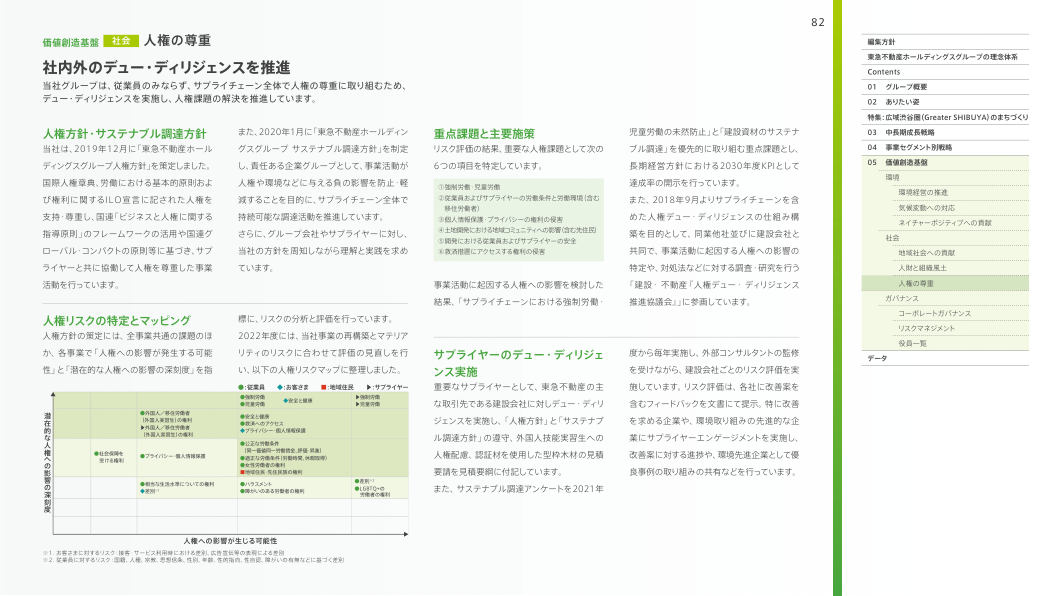 82
価値創造基盤 社会 人権の尊重
社内外のデュー・ディリジェンスを推進
当社グループは、従業員のみならず、サプライチェーン全体で人権の尊重に取り組むため、
デュー・ディリジェンスを実施し、人権課題の解決を推進しています。
人権方針・サステナブル調達方針
当社は、2019年12月に「東急不動産ホール
ディングスグループ人権方針」を策定しました。
国際人権章典、労働における基本的原則およ
び権利に関するILO宣言に記された人権を
支持・尊重し、国連「ビジネスと人権に関する
指導原則」のフレームワークの活用や国連グ
ローバル・コンパクトの原則等に基づき、サプ
ライヤーと共に協働して人権を尊重した事業
活動を行っています。
また、2020年1月に「東急不動産ホールディン
グスグループ サステナブル調達方針」を制定
し、責任ある企業グループとして、事業活動が
人権や環境などに与える負の影響を防止・軽
減することを目的に、サプライチェーン全体で
持続可能な調達活動を推進しています。
さらに、グループ会社やサプライヤーに対し、
当社の方針を周知しながら理解と実践を求め
ています。
人権リスクの特定とマッピング
人権方針の策定には、全事業共通の課題のほ
か、各事業で「人権への影響が発生する可能
性」と「潜在的な人権への影響の深刻度」を指
標に、リスクの分析と評価を行っています。
2022年度には、当社事業の再構築とマテリア
リティのリスクに合わせて評価の見直しを行
い、以下の人権リスクマップに整理しました。
●:従業員 ◆:お客さま ■:地域住民 ▶:サプライヤー
潜在的な人権への影響の深刻度
●強制労働
●児童労働
◆安全と健康
▶強制労働
▶児童労働
●外国人／移住労働者
(外国人実習生)の権利
▶外国人／移住労働者
(外国人実習生)の権利
●安全と健康
●救済へのアクセス
◆プライバシー・個人情報保護
●社会保障を
受ける権利
●プライバシー・個人情報保護
●公正な労働条件
(同一価値同一労働賃金、評価・昇進)
●適正な労働条件(労働時間、休暇取得)
●女性労働者の権利
■地域住民・先住民族の権利
●相当な生活水準についての権利
◆差別※1
●ハラスメント
●障がいのある労働者の権利
●差別※2
●LGBTQ+の
労働者の権利
人権への影響が生じる可能性
※1. お客さまに対するリスク：接客・サービス利用時における差別、広告宣伝等の表現による差別
※2. 従業員に対するリスク：国籍、人種、宗教、思想信条、性別、年齢、性的指向、性自認、障がいの有無などに基づく差別
重点課題と主要施策
リスク評価の結果、重要な人権課題として次の
6つの項目を特定しています。
①強制労働・児童労働
②従業員およびサプライヤーの労働条件と労働環境(含む
移住労働者)
③個人情報保護・プライバシーの権利の侵害
④土地開発における地域コミュニティへの影響(含む先住民)
⑤開発における従業員およびサプライヤーの安全
⑥救済措置にアクセスする権利の侵害
事業活動に起因する人権への影響を検討した
結果、「サプライチェーンにおける強制労働・
児童労働の未然防止」と「建設資材のサステナ
ブル調達」を優先的に取り組む重点課題とし、
長期経営方針における2030年度KPIとして
達成率の開示を行っています。
また、2018年9月よりサプライチェーンを含
めた人権デュー・ディリジェンスの仕組み構
築を目的として、同業他社並びに建設会社と
共同で、事業活動に起因する人権への影響の
特定や、対処法などに対する調査・研究を行う
「建設・不動産「人権デュー・ディリジェンス
推進協議会」」に参画しています。
サプライヤーのデュー・ディリジェ
ンス実施
重要なサプライヤーとして、東急不動産の主
な取引先である建設会社に対しデュー・ディリ
ジェンスを実施し、「人権方針」と「サステナブ
ル調達方針」の遵守、外国人技能実習生への
人権配慮、認証材を使用した型枠木材の見積
要請を見積要綱に付記しています。
また、サステナブル調達アンケートを2021年
度から毎年実施し、外部コンサルタントの監修
を受けながら、建設会社ごとのリスク評価を実
施しています。リスク評価は、各社に改善案を
含むフィードバックを文書にて提示。特に改善
を求める企業や、環境取り組みの先進的な企
業にサプライヤーエンゲージメントを実施し、
改善案に対する進捗や、環境先進企業として優
良事例の取り組みの共有などを行っています。
編集方針
東急不動産ホールディングスグループの理念体系
Contents
01 グループ概要
02 ありたい姿
特集：広域渋谷圏(Greater SHIBUYA)のまちづくり
03 中長期成長戦略
04 事業セグメント別戦略
05 価値創造基盤
環境
環境経営の推進
気候変動への対応
ネイチャーポジティブへの貢献
社会
地域社会への貢献
人財と組織風土
人権の尊重
ガバナンス
コーポレートガバナンス
リスクマネジメント
役員一覧
データ